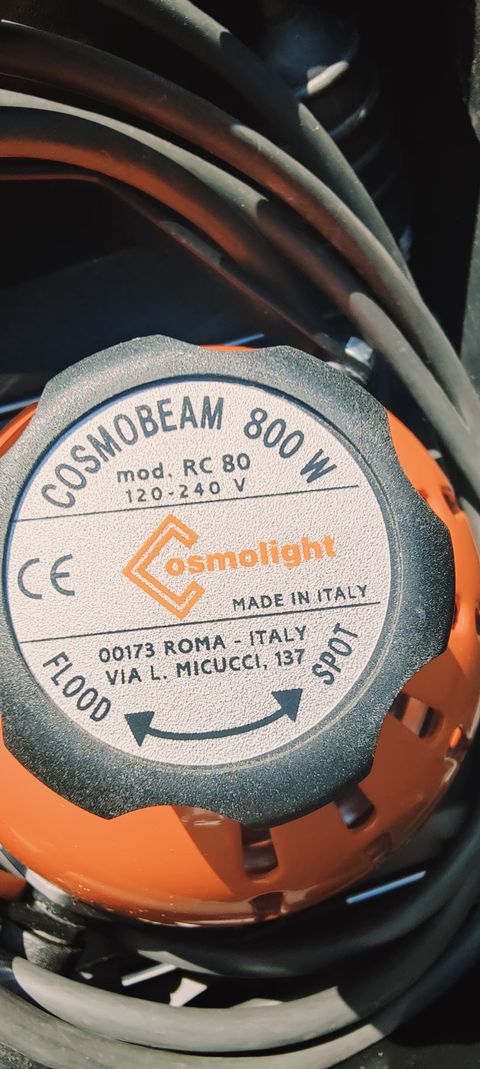 COSMOBEAM 800 W
mod. RC 80
120-240 V
CE
Cosmolight
MADE IN ITALY
00173 ROMA - ITALY
VIA L. MICUCCI, 137
FLOOD
SPOT